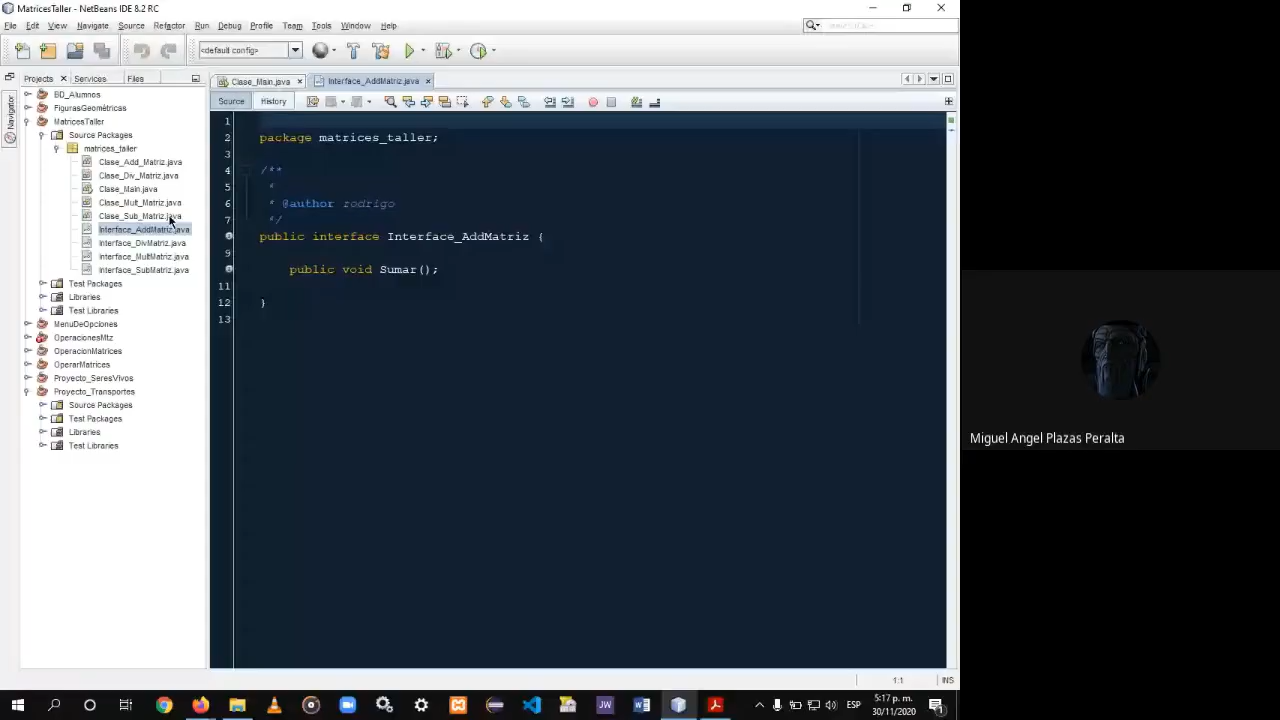 MatricesTaller - NetBeans IDE 8.2 RC
File Edit View Navigate Source Refactor Run Debug Profile Team Tools Window Help
<default config>
Projects Services Files
Clase_Main.java Interface_AddMatriz.java
Navigator
Source History
BD_Alumnos
FigurasGeométricas
MatricesTaller
Source Packages
matrices_taller
Clase_Add_Matriz.java
Clase_Div_Matriz.java
Clase_Main.java
Clase_Mult_Matriz.java
Clase_Sub_Matriz.java
Interface_AddMatriz.java
Interface_DivMatriz.java
Interface_MultMatriz.java
Interface_SubMatriz.java
Test Packages
Libraries
Test Libraries
MenuDeOpciones
OperacionesMtz
OperacionMatrices
OperarMatrices
Proyecto_SeresVivos
Proyecto_Transportes
Source Packages
Test Packages
Libraries
Test Libraries
1
2 package matrices_taller;
3
4 /**
5 *
6 * @author rodrigo
7 */
public interface Interface_AddMatriz {
9
public void Sumar();
11
12 }
13
Miguel Angel Plazas Peralta
1:1 INS
ESP
5:17 p. m.
30/11/2020